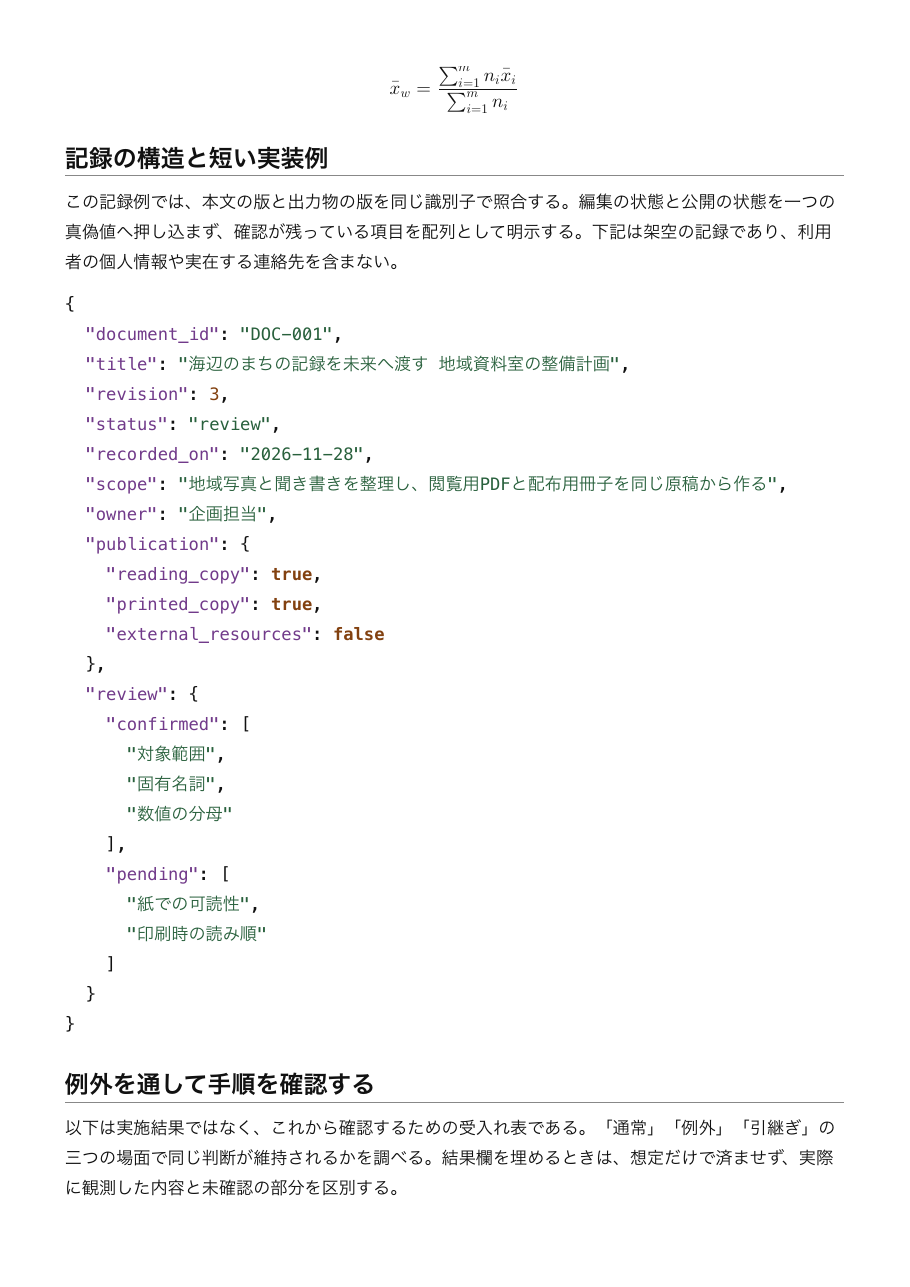 x̄_w = \frac{\sum_{i=1}^{m} n_i x̄_i}{\sum_{i=1}^{m} n_i}
記録の構造と短い実装例
この記録例では、本文の版と出力物の版を同じ識別子で照合する。編集の状態と公開の状態を一つの
真偽値へ押し込まず、確認が残っている項目を配列として明示する。下記は架空の記録であり、利用
者の個人情報や実在する連絡先を含まない。
{
  "document_id": "DOC-001",
  "title": "海辺のまちの記録を未来へ渡す 地域資料室の整備計画",
  "revision": 3,
  "status": "review",
  "recorded_on": "2026-11-28",
  "scope": "地域写真と聞き書きを整理し、閲覧用PDFと配布用冊子を同じ原稿から作る",
  "owner": "企画担当",
  "publication": {
    "reading_copy": true,
    "printed_copy": true,
    "external_resources": false
  },
  "review": {
    "confirmed": [
      "対象範囲",
      "固有名詞",
      "数値の分母"
    ],
    "pending": [
      "紙での可読性",
      "印刷時の読み順"
    ]
  }
}
例外を通して手順を確認する
以下は実施結果ではなく、これから確認するための受入れ表である。「通常」「例外」「引継ぎ」の
三つの場面で同じ判断が維持されるかを調べる。結果欄を埋めるときは、想定だけで済ませず、実際
に観測した内容と未確認の部分を区別する。